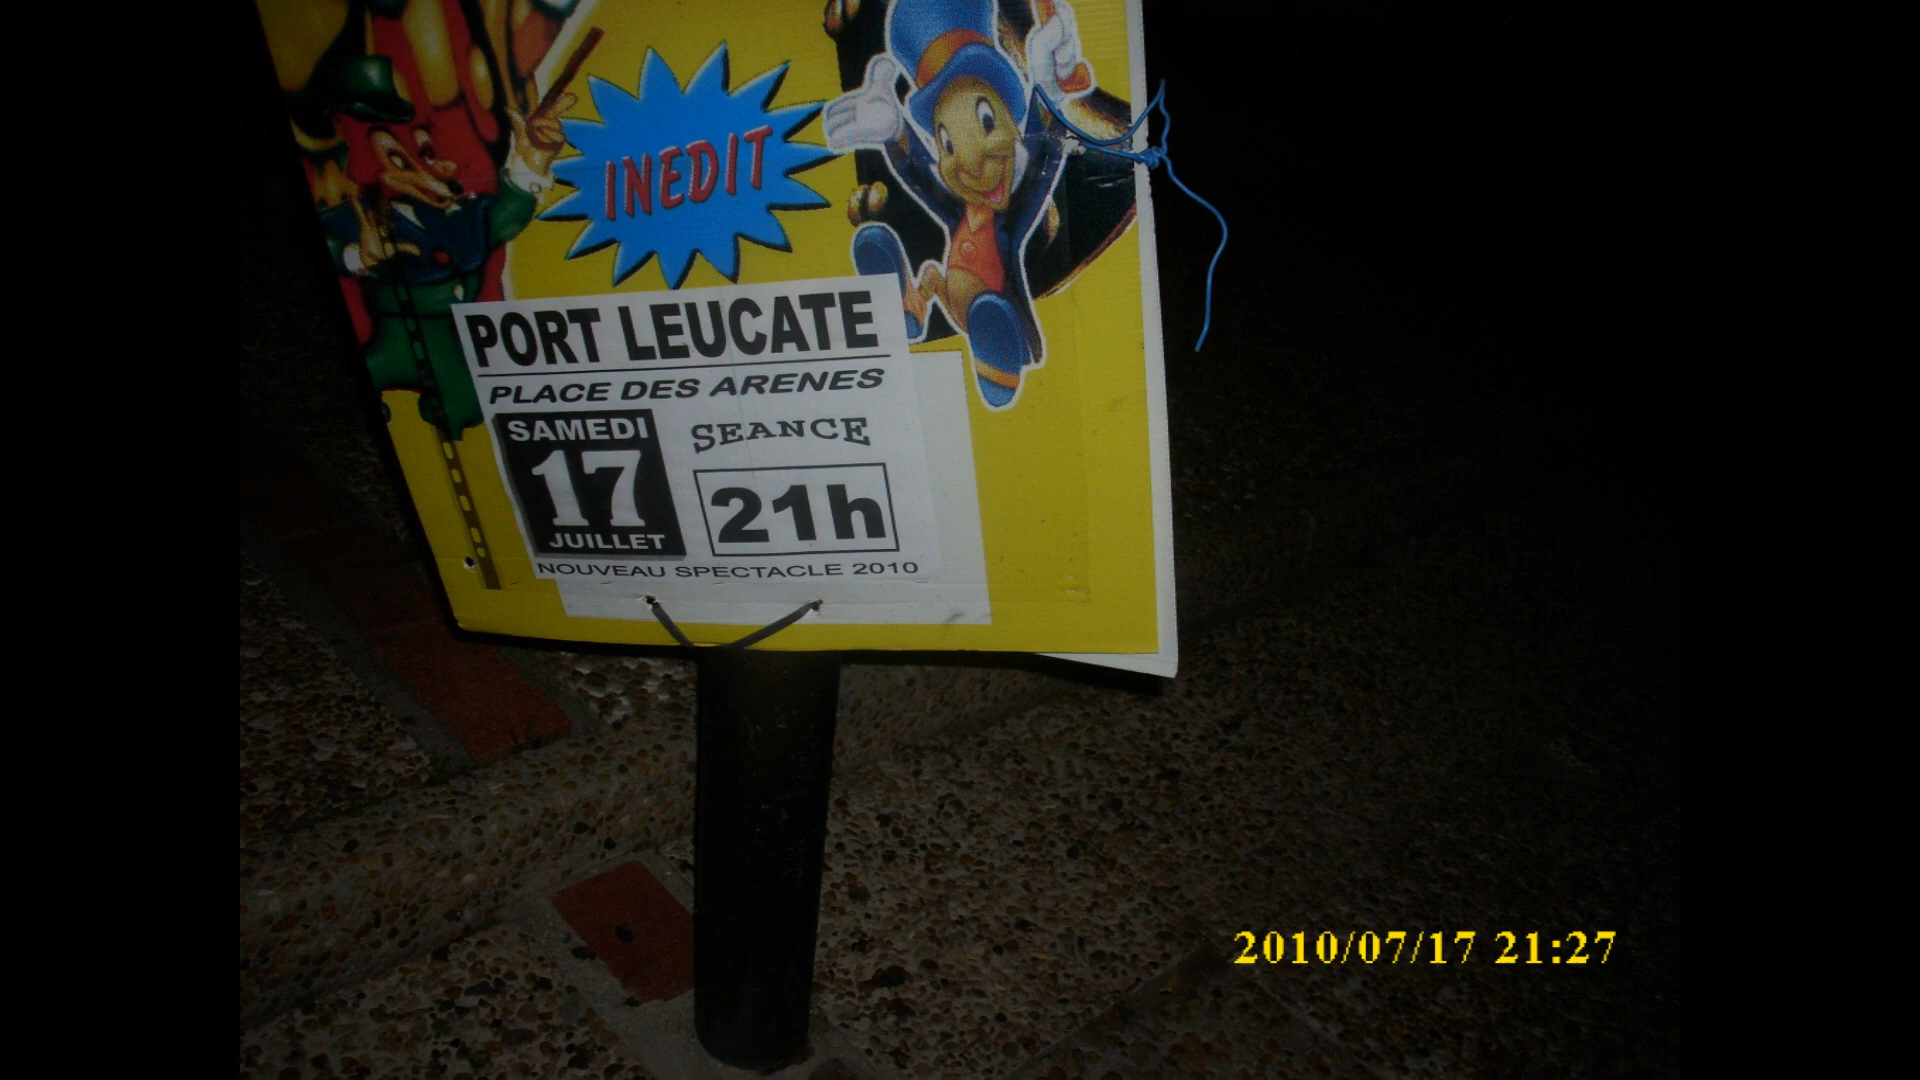 INEDIT
PORT LEUCATE
PLACE DES ARENES
SAMEDI
17
JUILLET
SEANCE
21h
NOUVEAU SPECTACLE 2010
2010/07/17 21:27